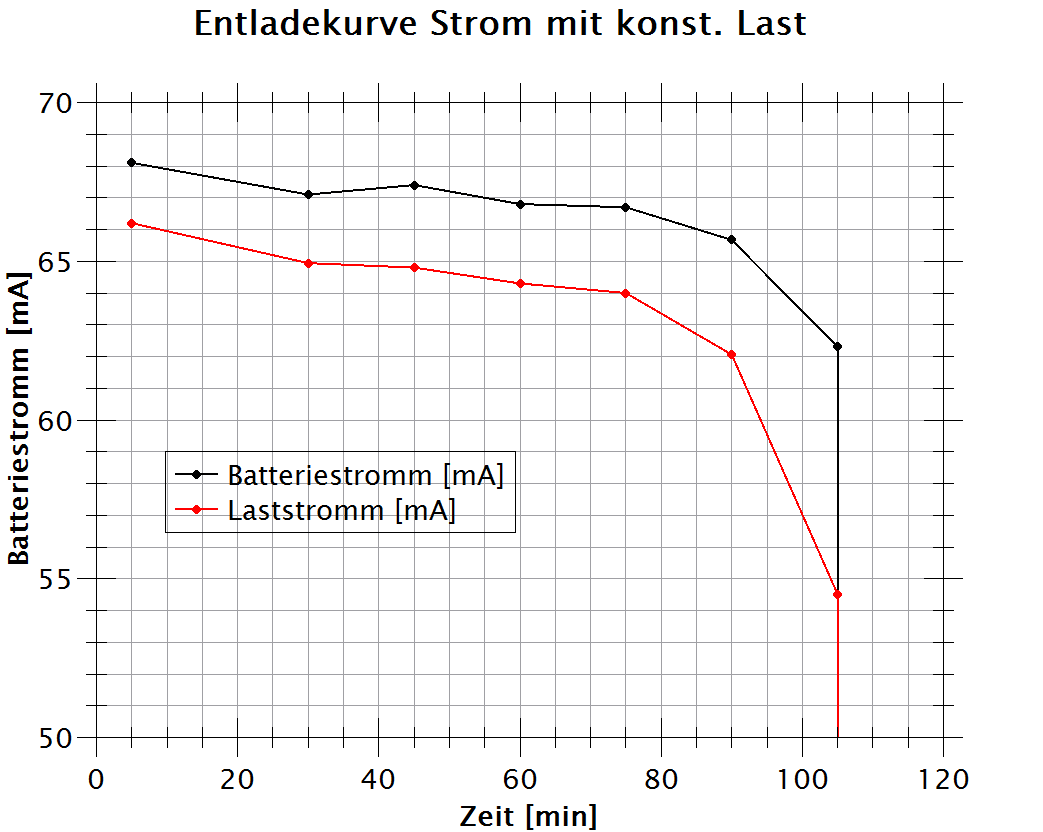 Entladekurve Strom mit konst. Last
70
65
60
55
50
Batteriestromm [mA]
Batteriestromm [mA]
Laststromm [mA]
0 20 40 60 80 100 120
Zeit [min]